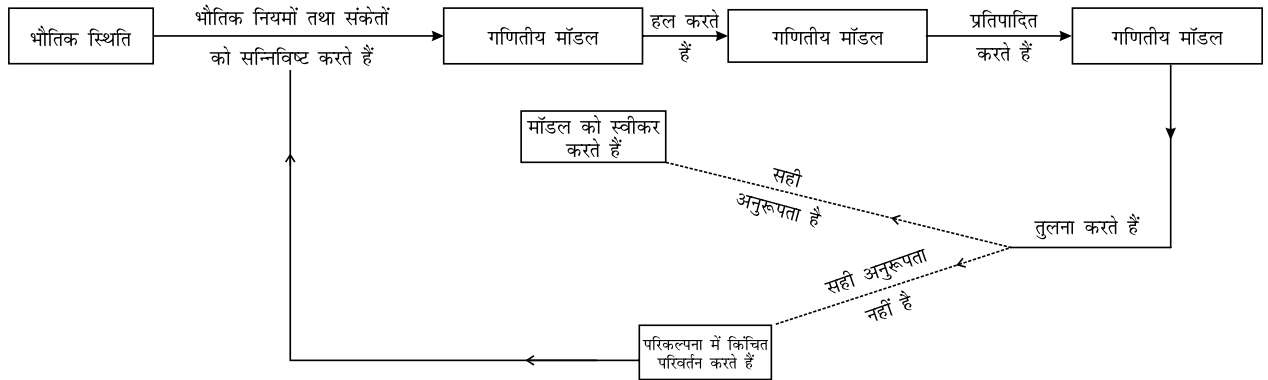 भौतिक स्थिति
भौतिक नियमों तथा संकेतों
को सन्निविष्ट करते हैं
गणितीय मॉडल
हल करते
हैं
गणितीय मॉडल
प्रतिपादित
करते हैं
गणितीय मॉडल
मॉडल को स्वीकर
करते हैं
सही
अनुरूपता है
तुलना करते हैं
सही अनुरूपता
नहीं है
परिकल्पना में किंचित
परिवर्तन करते हैं